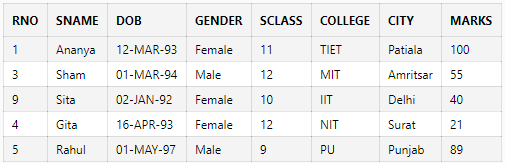 RNO SNAME DOB GENDER SCLASS COLLEGE CITY MARKS
1 Ananya 12-MAR-93 Female 11 TIET Patiala 100
3 Sham 01-MAR-94 Male 12 MIT Amritsar 55
9 Sita 02-JAN-92 Female 10 IIT Delhi 40
4 Gita 16-APR-93 Female 12 NIT Surat 21
5 Rahul 01-MAY-97 Male 9 PU Punjab 89